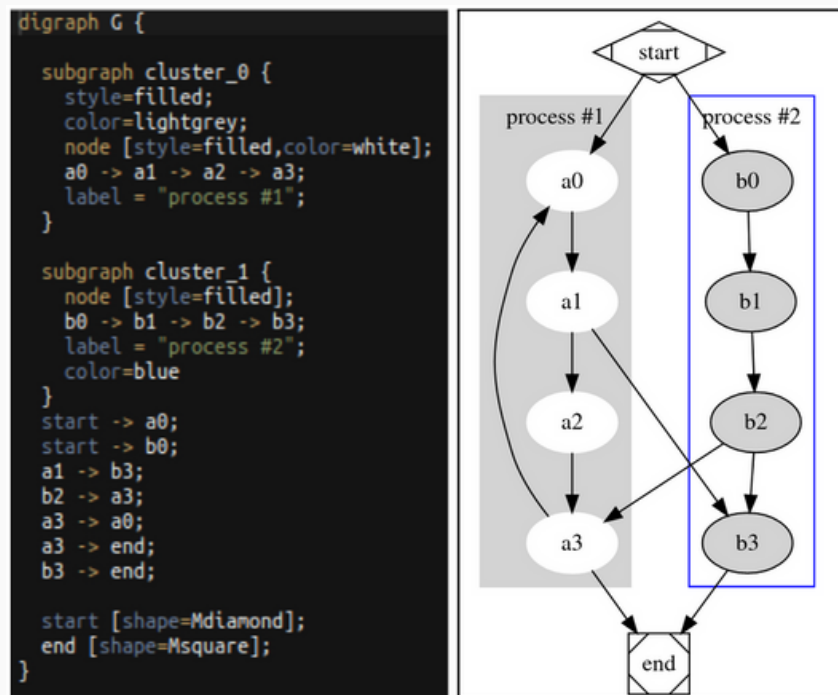 digraph G {
subgraph cluster_0 {
style=filled;
color=lightgrey;
node [style=filled,color=white];
a0 -> a1 -> a2 -> a3;
label = "process #1";
}
subgraph cluster_1 {
node [style=filled];
b0 -> b1 -> b2 -> b3;
label = "process #2";
color=blue
}
start -> a0;
start -> b0;
a1 -> b3;
b2 -> a3;
a3 -> a0;
a3 -> end;
b3 -> end;
start [shape=Mdiamond];
end [shape=Msquare];
}
start
process #1
process #2
a0
b0
a1
b1
a2
b2
a3
b3
end